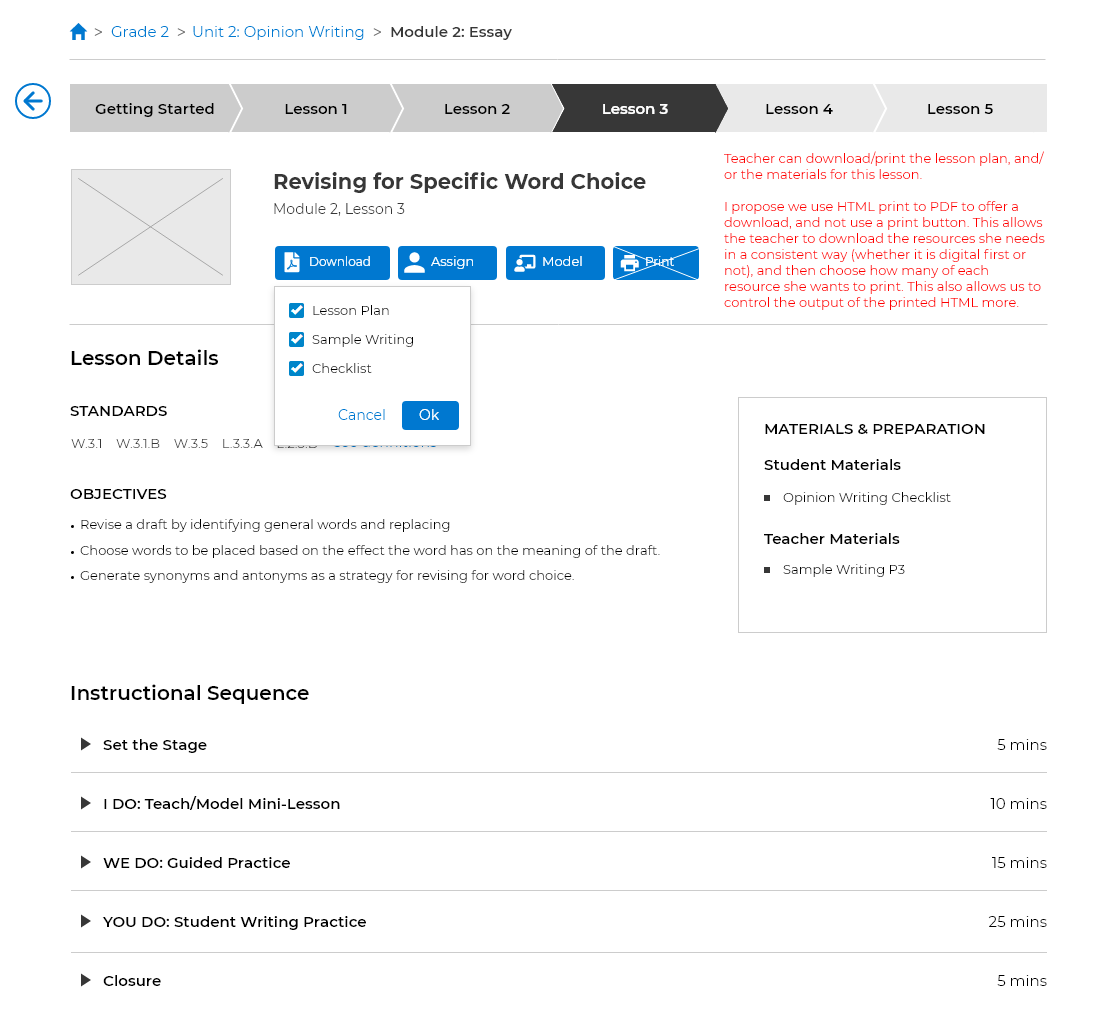 > Grade 2 > Unit 2: Opinion Writing > Module 2: Essay
Getting Started Lesson 1 Lesson 2 Lesson 3 Lesson 4 Lesson 5
Teacher can download/print the lesson plan, and/
or the materials for this lesson.
I propose we use HTML print to PDF to offer a
download, and not use a print button. This allows
the teacher to download the resources she needs
in a consistent way (whether it is digital first or
not), and then choose how many of each
resource she wants to print. This also allows us to
control the output of the printed HTML more.
Revising for Specific Word Choice
Module 2, Lesson 3
Download Assign Model Print
Lesson Plan
Sample Writing
Checklist
Cancel Ok
Lesson Details
STANDARDS
W.3.1 W.3.1.B W.3.5 L.3.3.A
OBJECTIVES
• Revise a draft by identifying general words and replacing
• Choose words to be placed based on the effect the word has on the meaning of the draft.
• Generate synonyms and antonyms as a strategy for revising for word choice.
MATERIALS & PREPARATION
Student Materials
Opinion Writing Checklist
Teacher Materials
Sample Writing P3
Instructional Sequence
Set the Stage 5 mins
I DO: Teach/Model Mini-Lesson 10 mins
WE DO: Guided Practice 15 mins
YOU DO: Student Writing Practice 25 mins
Closure 5 mins